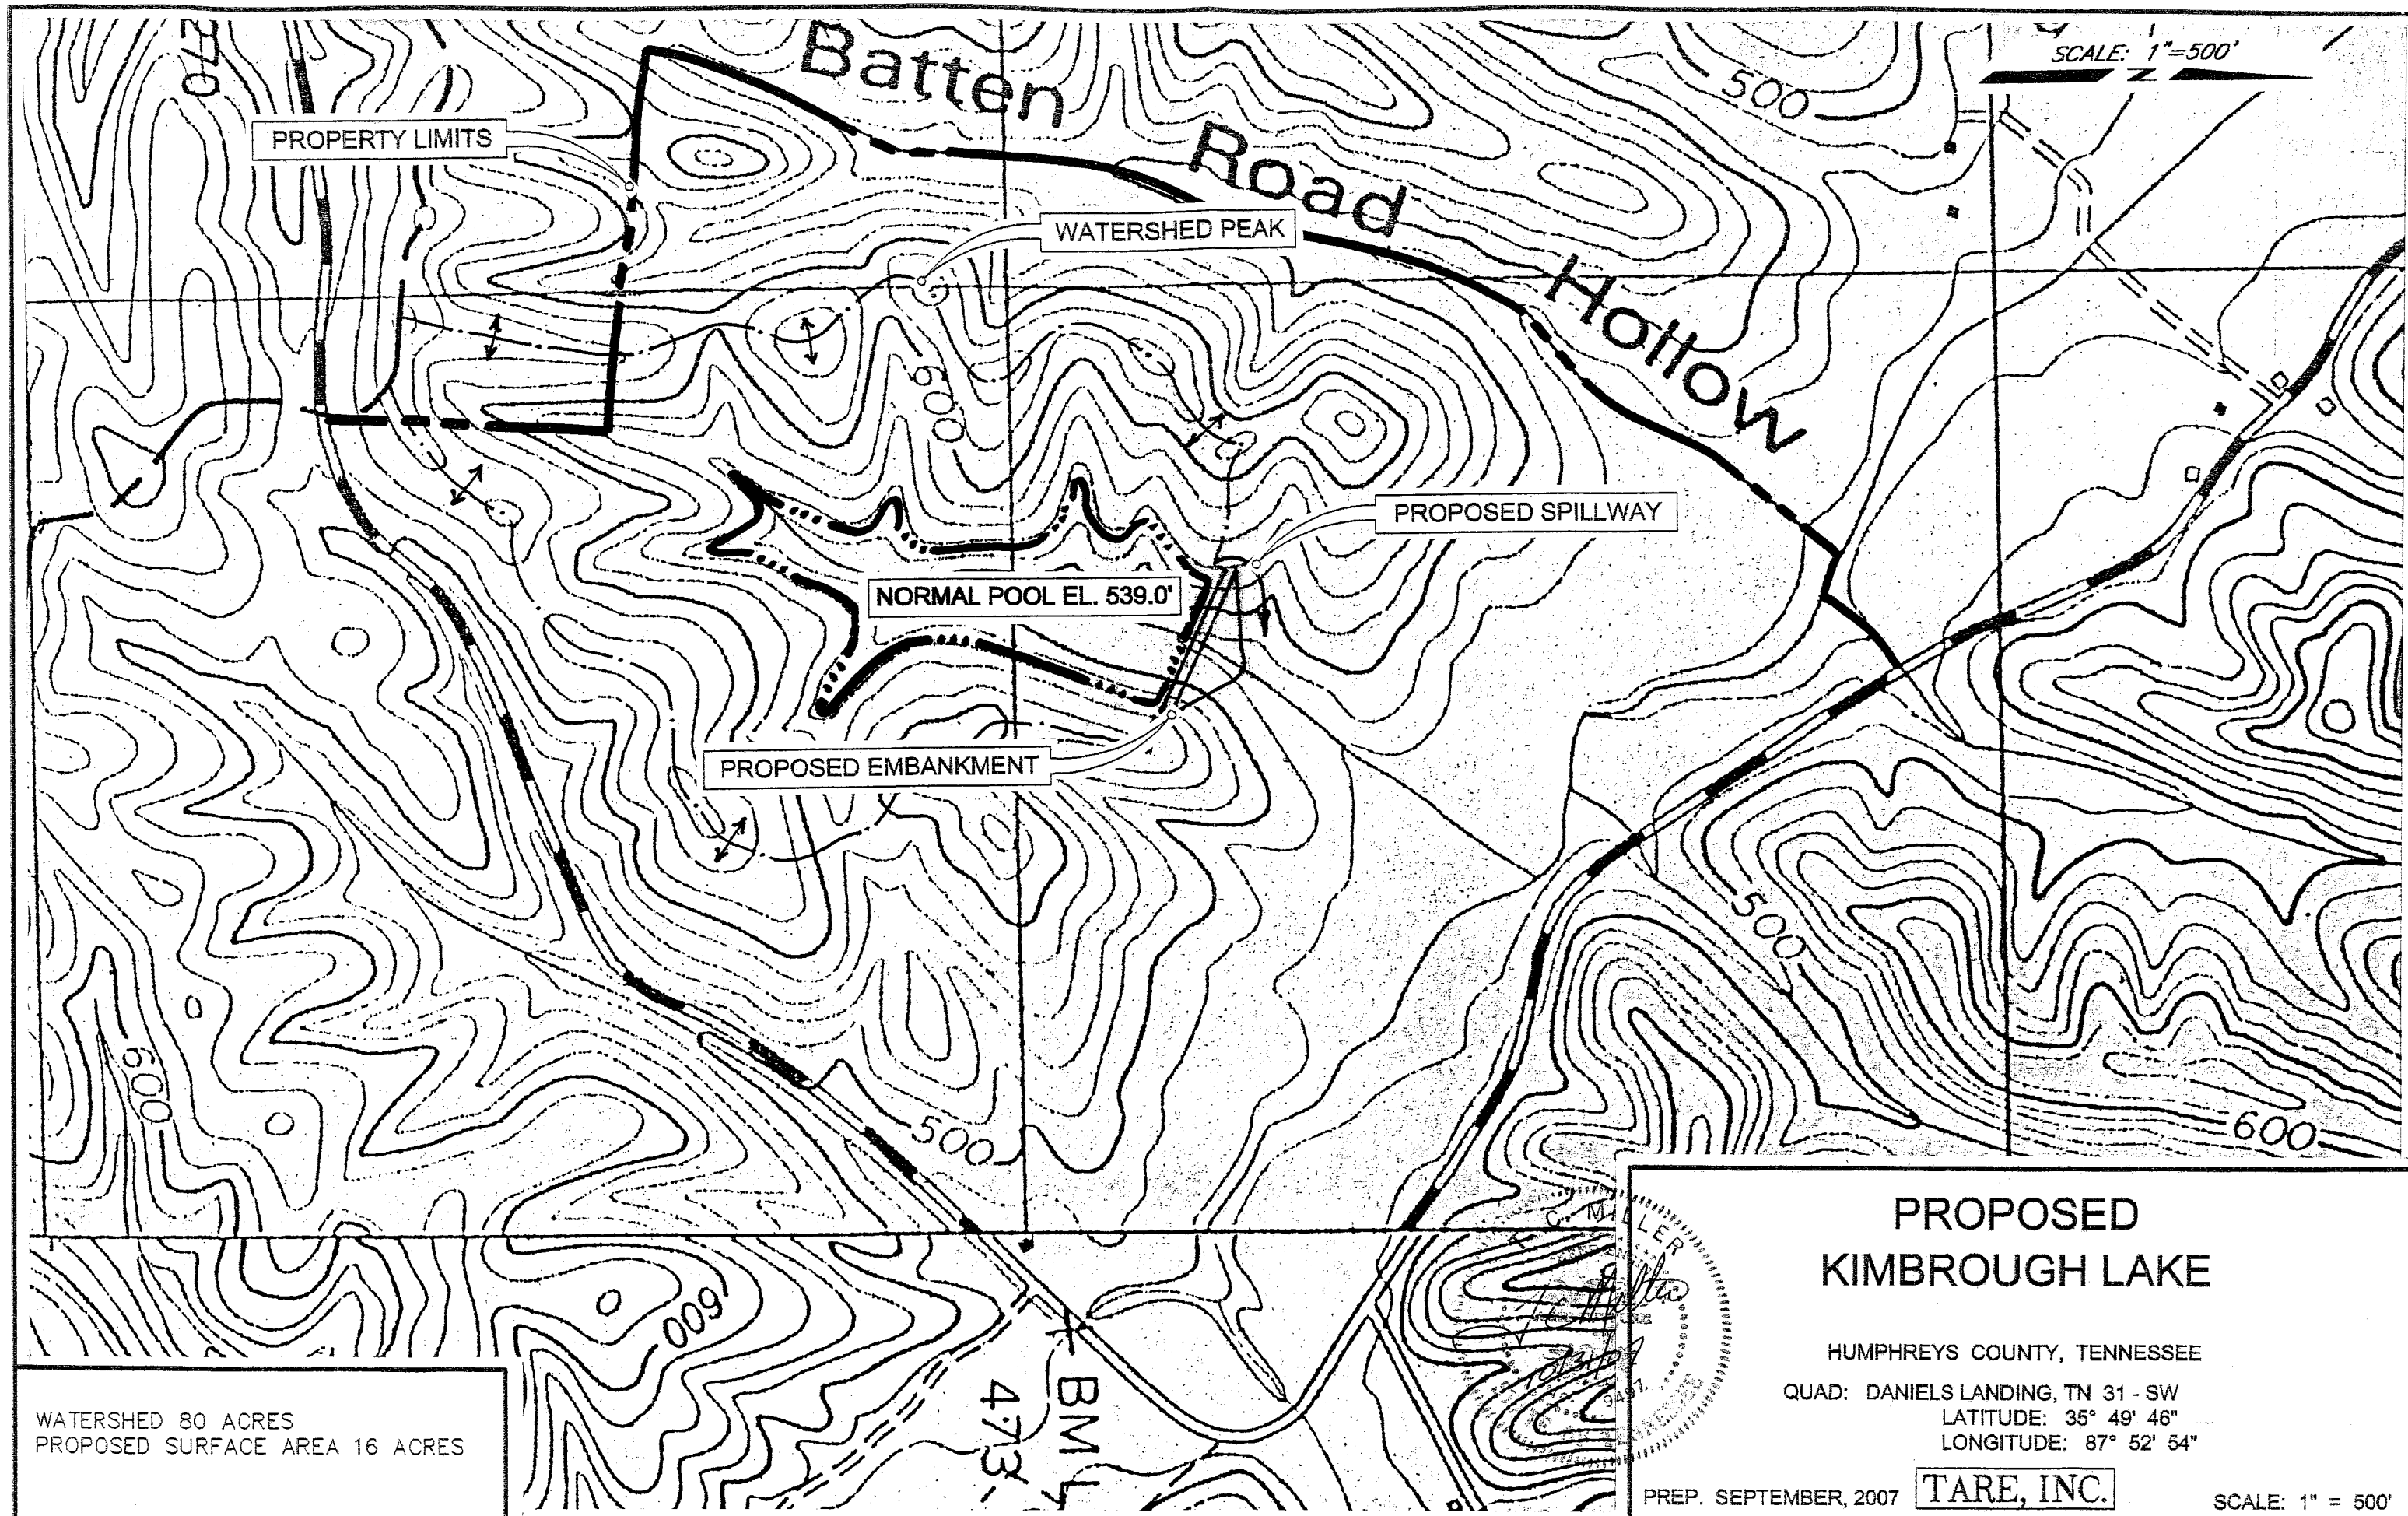 270
Batten
Road
Hollow
SCALE: 1"=500'
Z
500
PROPERTY LIMITS
WATERSHED PEAK
600
PROPOSED SPILLWAY
NORMAL POOL EL. 539.0'
PROPOSED EMBANKMENT
500
600
500
600
600
BM
473
C. MILLER
9497
WATERSHED 80 ACRES
PROPOSED SURFACE AREA 16 ACRES
PROPOSED
KIMBROUGH LAKE
HUMPHREYS COUNTY, TENNESSEE
QUAD: DANIELS LANDING, TN 31 - SW
LATITUDE: 35° 49' 46"
LONGITUDE: 87° 52' 54"
PREP. SEPTEMBER, 2007
TARE, INC.
SCALE: 1" = 500'